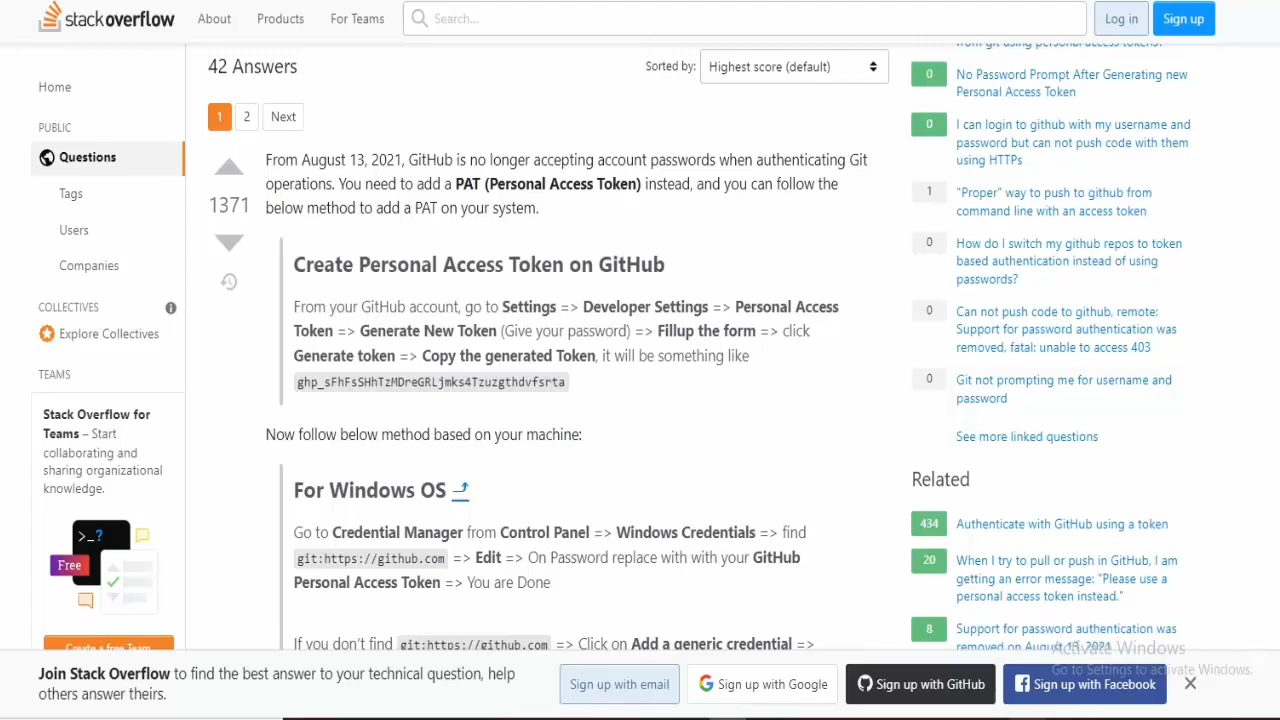 stack overflow
About
Products
For Teams
Search...
Log in
Sign up
Home
PUBLIC
Questions
Tags
Users
Companies
COLLECTIVES
Explore Collectives
TEAMS
Stack Overflow for
Teams – Start
collaborating and
sharing organizational
knowledge.
>_?
Free
Create a free Team
42 Answers
Sorted by:
Highest score (default)
1
2
Next
1371
From August 13, 2021, GitHub is no longer accepting account passwords when authenticating Git
operations. You need to add a PAT (Personal Access Token) instead, and you can follow the
below method to add a PAT on your system.
Create Personal Access Token on GitHub
From your GitHub account, go to Settings => Developer Settings => Personal Access
Token => Generate New Token (Give your password) => Fillup the form => click
Generate token => Copy the generated Token, it will be something like
ghp_sFhFsSHhTzMDreGRLjmks4Tzuzgthdvfsrta
Now follow below method based on your machine:
For Windows OS
Go to Credential Manager from Control Panel => Windows Credentials => find
git:https://github.com => Edit => On Password replace with with your GitHub
Personal Access Token => You are Done
If you don't find git:https://github.com => Click on Add a generic credential =>
from git using personal access tokens?
0
No Password Prompt After Generating new
Personal Access Token
0
I can login to github with my username and
password but can not push code with them
using HTTPs
1
"Proper" way to push to github from
command line with an access token
0
How do I switch my github repos to token
based authentication instead of using
passwords?
0
Can not push code to github, remote:
Support for password authentication was
removed, fatal: unable to access 403
0
Git not prompting me for username and
password
See more linked questions
Related
434
Authenticate with GitHub using a token
20
When I try to pull or push in GitHub, I am
getting an error message: "Please use a
personal access token instead."
8
Support for password authentication was
removed on August 13, 2021
Activate Windows
Go to Settings to activate Windows.
Join Stack Overflow to find the best answer to your technical question, help
others answer theirs.
Sign up with email
Sign up with Google
Sign up with GitHub
Sign up with Facebook